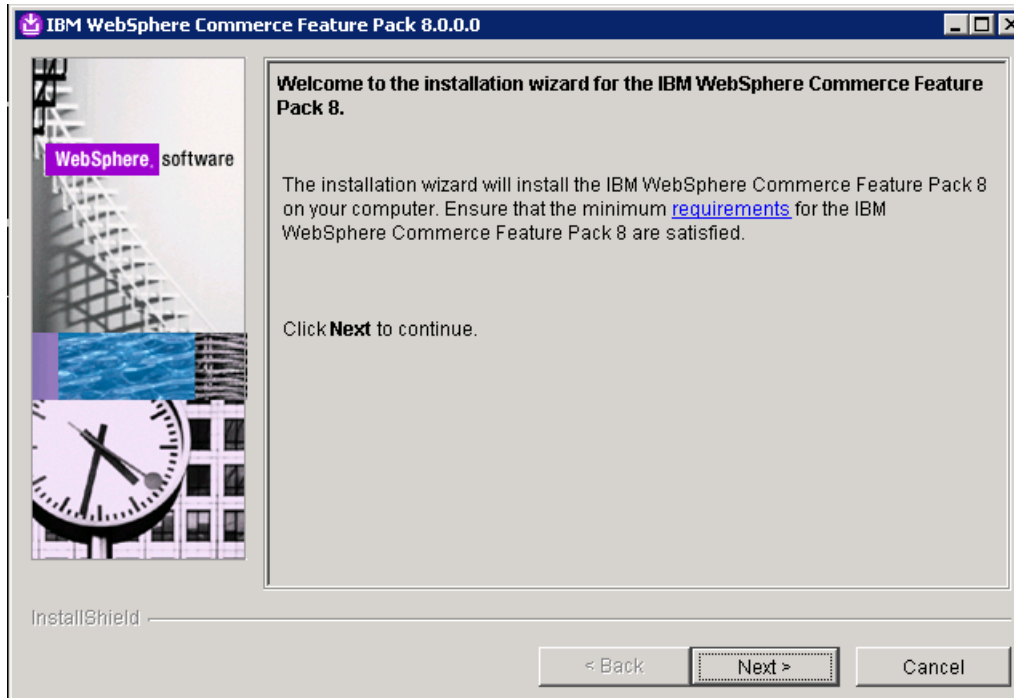 IBM WebSphere Commerce Feature Pack 8.0.0.0
WebSphere. software
Welcome to the installation wizard for the IBM WebSphere Commerce Feature
Pack 8.
The installation wizard will install the IBM WebSphere Commerce Feature Pack 8
on your computer. Ensure that the minimum requirements for the IBM
WebSphere Commerce Feature Pack 8 are satisfied.
Click Next to continue.
InstallShield
< Back
Next >
Cancel